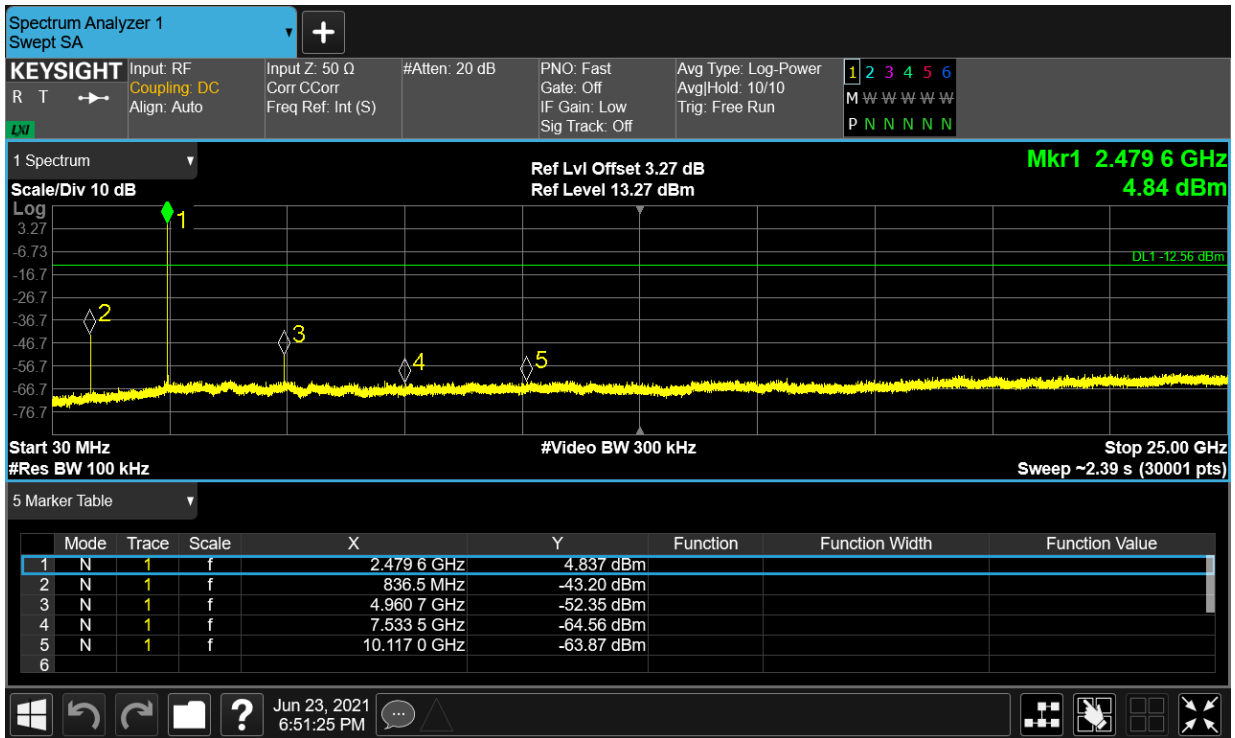 Spectrum Analyzer 1
Swept SA
KEYSIGHT
R T
LXI
Input: RF
Coupling: DC
Align: Auto
Input Z: 50 Ω
Corr CCorr
Freq Ref: Int (S)
#Atten: 20 dB
PNO: Fast
Gate: Off
IF Gain: Low
Sig Track: Off
Avg Type: Log-Power
Avg|Hold: 10/10
Trig: Free Run
1 2 3 4 5 6
M W W W W W
P N N N N N
1 Spectrum
Scale/Div 10 dB
Ref Lvl Offset 3.27 dB
Ref Level 13.27 dBm
Mkr1 2.479 6 GHz
4.84 dBm
Log
3.27
-6.73
-16.7
-26.7
-36.7
-46.7
-56.7
-66.7
-76.7
1
2
3
4
5
DL1 -12.56 dBm
Start 30 MHz
#Res BW 100 kHz
#Video BW 300 kHz
Stop 25.00 GHz
Sweep ~2.39 s (30001 pts)
5 Marker Table
Mode Trace Scale X Y Function Function Width Function Value
1 N 1 f 2.479 6 GHz 4.837 dBm
2 N 1 f 836.5 MHz -43.20 dBm
3 N 1 f 4.960 7 GHz -52.35 dBm
4 N 1 f 7.533 5 GHz -64.56 dBm
5 N 1 f 10.117 0 GHz -63.87 dBm
6
?
Jun 23, 2021
6:51:25 PM